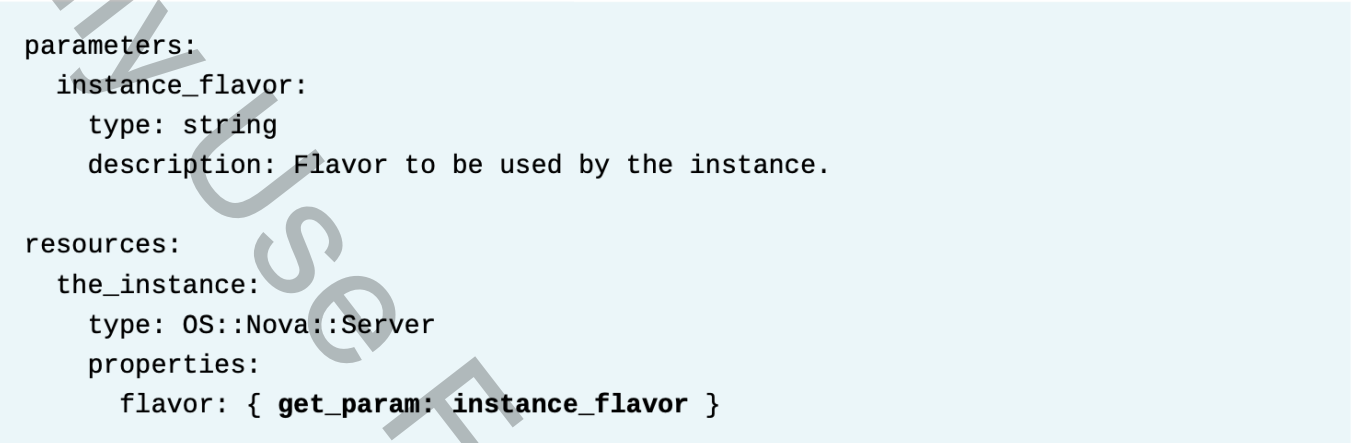 parameters:
  instance_flavor:
    type: string
    description: Flavor to be used by the instance.

resources:
  the_instance:
    type: OS::Nova::Server
    properties:
      flavor: { get_param: instance_flavor }
Use